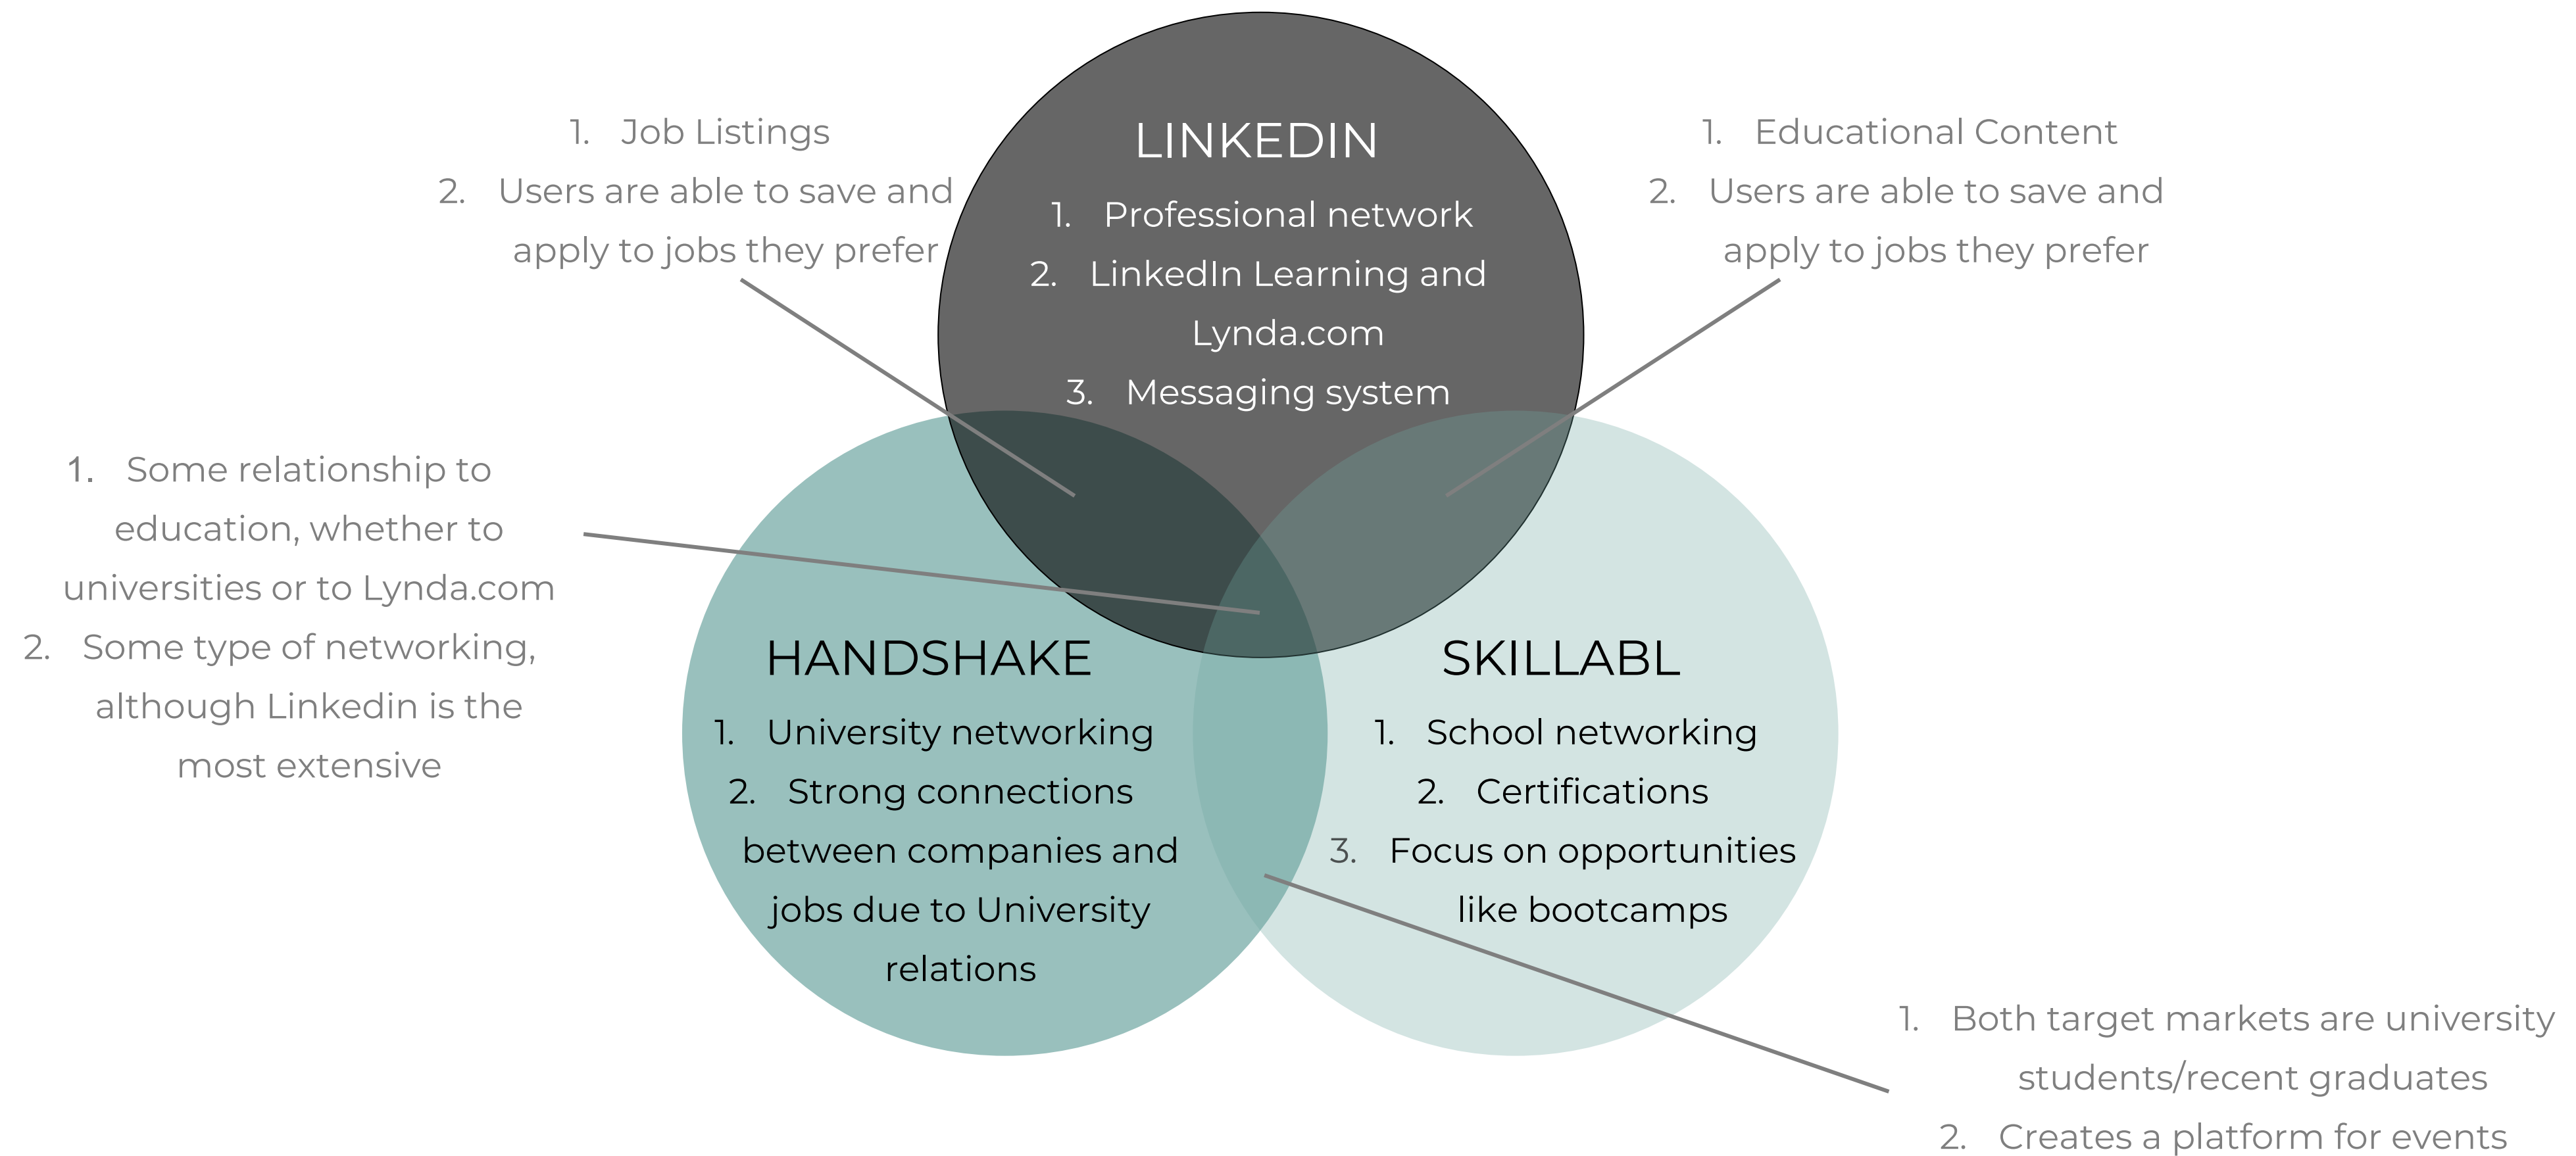 1. Job Listings
2. Users are able to save and
apply to jobs they prefer
LINKEDIN
1. Professional network
2. LinkedIn Learning and
Lynda.com
3. Messaging system
1. Educational Content
2. Users are able to save and
apply to jobs they prefer
1. Some relationship to
education, whether to
universities or to Lynda.com
2. Some type of networking,
although Linkedin is the
most extensive
HANDSHAKE
1. University networking
2. Strong connections
between companies and
jobs due to University
relations
SKILLABL
1. School networking
2. Certifications
3. Focus on opportunities
like bootcamps
1. Both target markets are university
students/recent graduates
2. Creates a platform for events